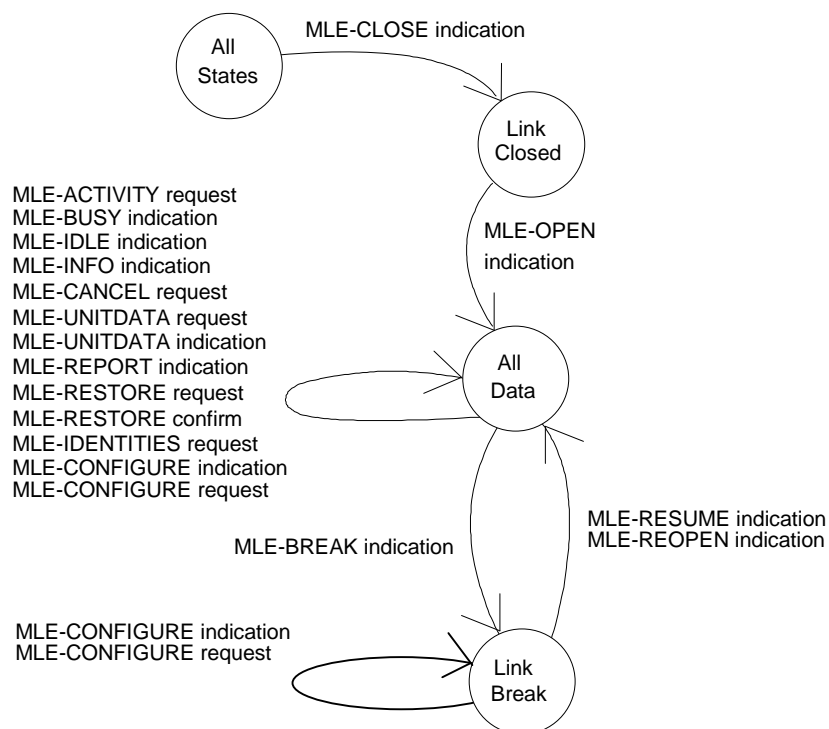 All
States
MLE-CLOSE indication
Link
Closed
MLE-OPEN
indication
MLE-ACTIVITY request
MLE-BUSY indication
MLE-IDLE indication
MLE-INFO indication
MLE-CANCEL request
MLE-UNITDATA request
MLE-UNITDATA indication
MLE-REPORT indication
MLE-RESTORE request
MLE-RESTORE confirm
MLE-IDENTITIES request
MLE-CONFIGURE indication
MLE-CONFIGURE request
All
Data
MLE-BREAK indication
MLE-RESUME indication
MLE-REOPEN indication
MLE-CONFIGURE indication
MLE-CONFIGURE request
Link
Break